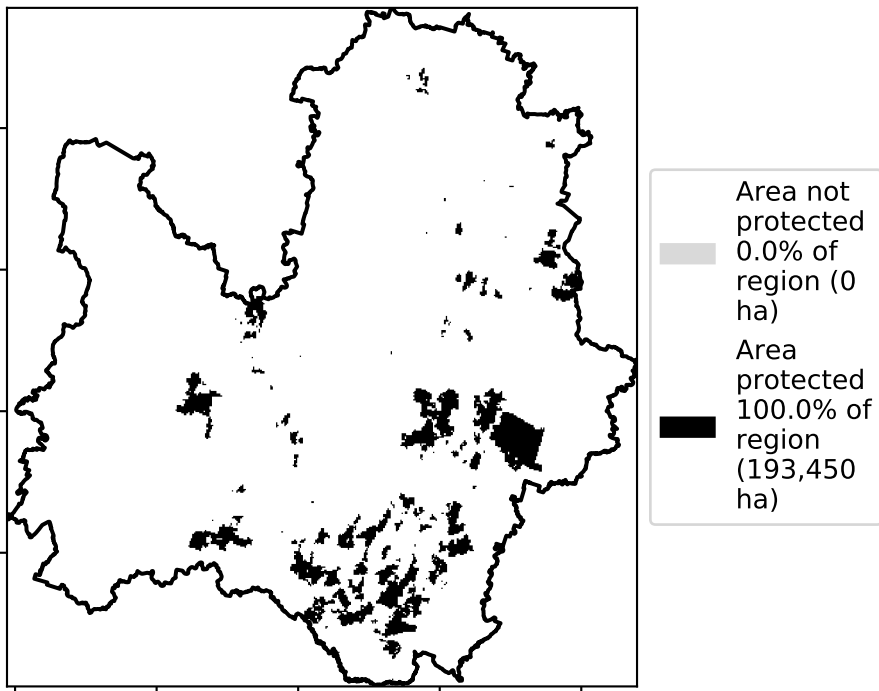 Area not
protected
0.0% of
region (0
ha)
Area
protected
100.0% of
region
(193,450
ha)